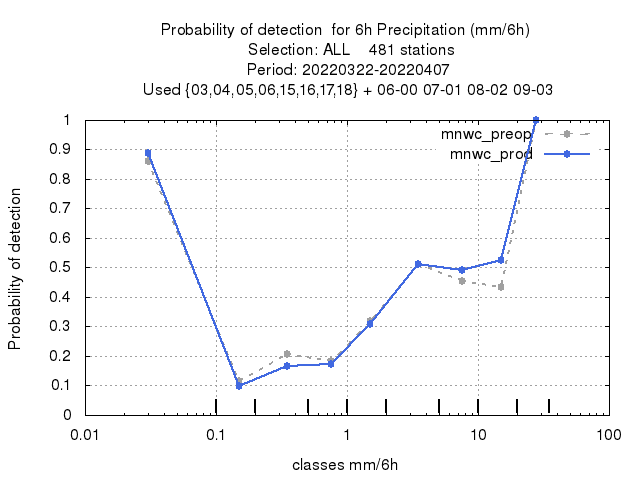 Probability of detection  for 6h Precipitation (mm/6h)
Selection: ALL    481 stations
Period: 20220322-20220407
Used {03,04,05,06,15,16,17,18} + 06-00 07-01 08-02 09-03
mnwc_preop
mnwc_prod
Probability of detection
1
0.9
0.8
0.7
0.6
0.5
0.4
0.3
0.2
0.1
0
0.01 0.1 1 10 100
classes mm/6h